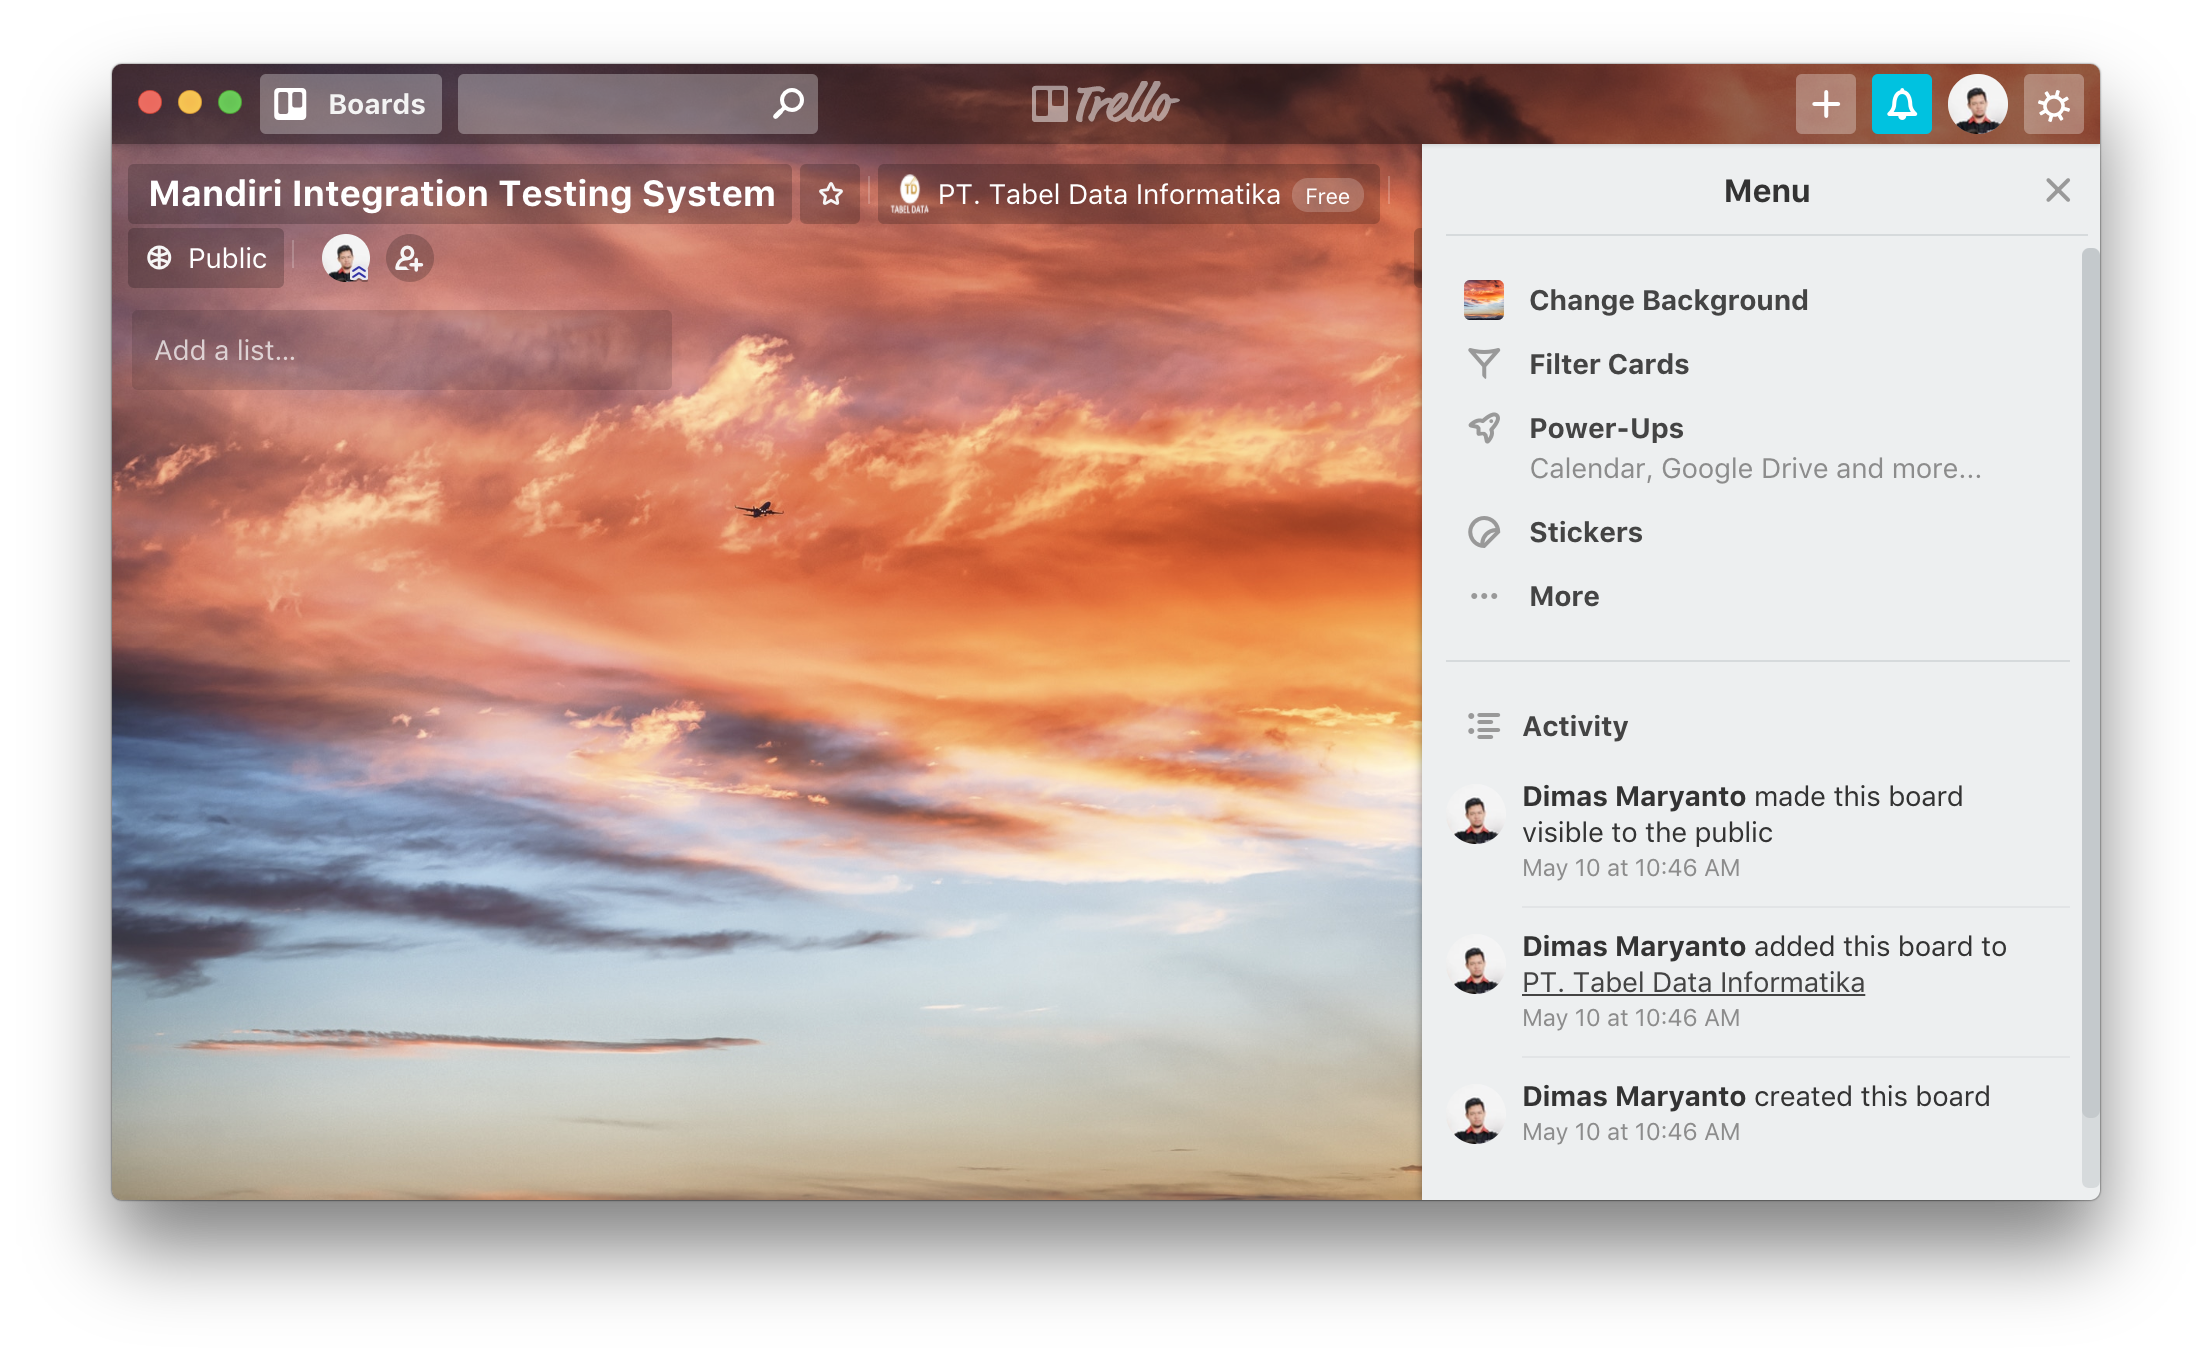 Boards
Trello
Mandiri Integration Testing System
TD
TABEL DATA
PT. Tabel Data Informatika Free
Public
Add a list...
Menu
Change Background
Filter Cards
Power-Ups
Calendar, Google Drive and more...
Stickers
More
Activity
Dimas Maryanto made this board
visible to the public
May 10 at 10:46 AM
Dimas Maryanto added this board to
PT. Tabel Data Informatika
May 10 at 10:46 AM
Dimas Maryanto created this board
May 10 at 10:46 AM